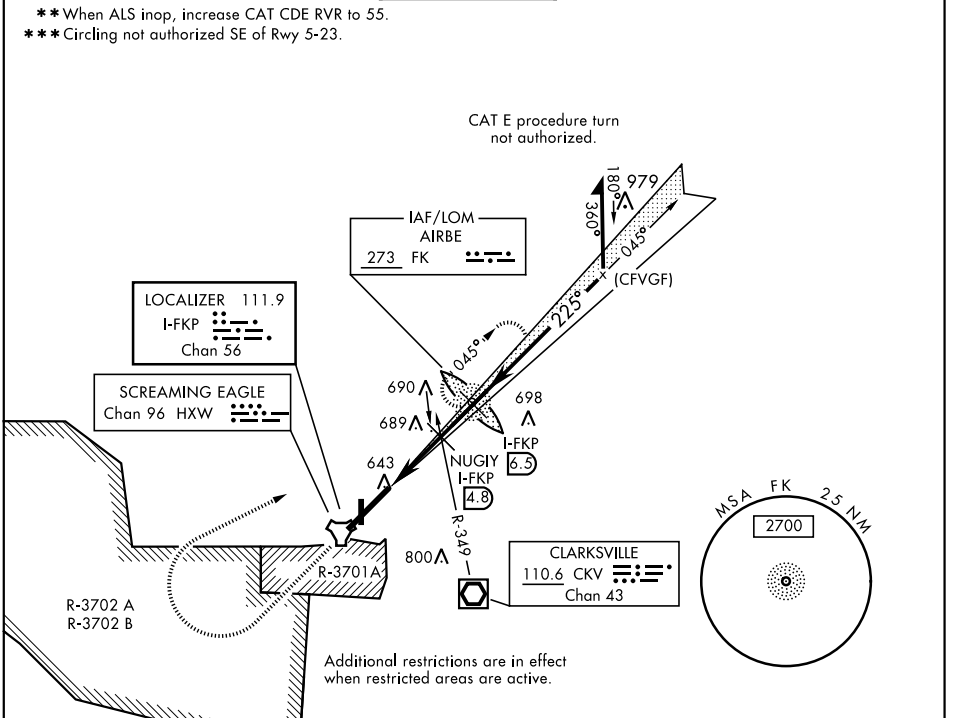 ** When ALS inop, increase CAT CDE RVR to 55.
*** Circling not authorized SE of Rwy 5-23.
CAT E procedure turn
not authorized.
180°
979
360°
045°
IAF/LOM
AIRBE
273 FK
(CFVGF)
225°
LOCALIZER 111.9
I-FKP
Chan 56
045°
SCREAMING EAGLE
Chan 96 HXW
690
698
689
I-FKP
6.5
NUGIY
I-FKP
4.8
643
MSA FK 25 NM
2700
R-349
800
CLARKSVILLE
110.6 CKV
Chan 43
R-3701A
R-3702 A
R-3702 B
Additional restrictions are in effect
when restricted areas are active.